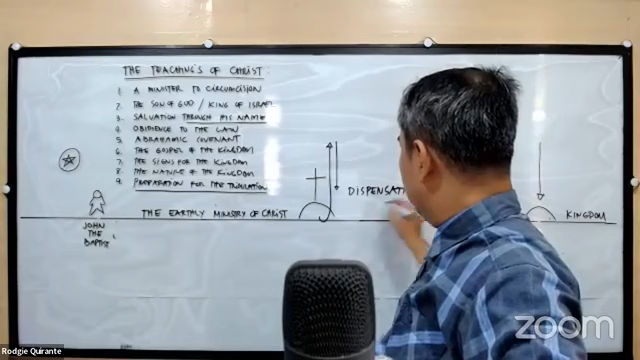 THE TEACHING'S OF CHRIST:
1. A MINISTER TO CIRCUMCISION
2. THE SON OF GOD / KING OF ISRAEL
3. SALVATION THROUGH HIS NAME
4. OBIDIENCE TO THE LAW
5. ABRAHAMIC COVENANT
6. THE GOSPEL OF THE KINGDOM
7. THE SIGNS FOR THE KINGDOM
8. THE NATURE OF THE KINGDOM
9. PREPARATION FOR THE TRIBULATION
DISPENSATI
THE EARTHLY MINISTRY OF CHRIST
KINGDOM
JOHN
THE
BAPTIST
zoom
Rodgie Quirante